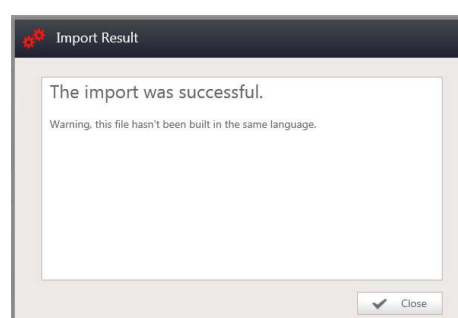 Import Result
The import was successful.
Warning, this file hasn't been built in the same language.
Close